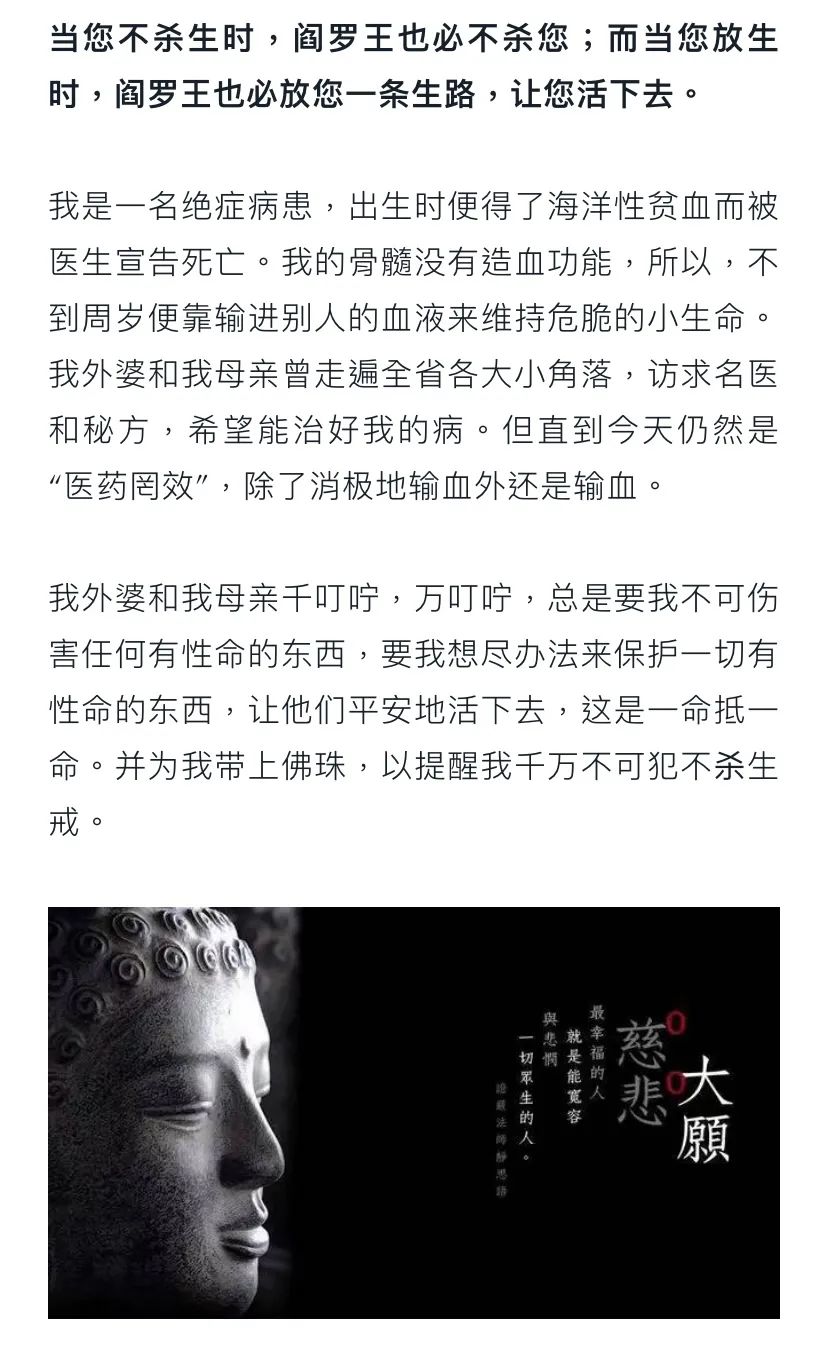 当您不杀生时，阎罗王也必不杀您；而当您放生
时，阎罗王也必放您一条生路，让您活下去。
我是一名绝症病患，出生时便得了海洋性贫血而被
医生宣告死亡。我的骨髓没有造血功能，所以，不
到周岁便靠输进别人的血液来维持危脆的小生命。
我外婆和我母亲曾走遍全省各大小角落，访求名医
和秘方，希望能治好我的病。但直到今天仍然是
“医药罔效”，除了消极地输血外还是输血。
我外婆和我母亲千叮咛，万叮咛，总是要我不可伤
害任何有性命的东西，要我想尽办法来保护一切有
性命的东西，让他们平安地活下去，这是一命抵一
命。并为我带上佛珠，以提醒我千万不可犯不杀生
戒。
大願
慈悲
最幸福的人
就是能寬容
與悲憫
一切眾生的人。
證嚴法師靜思語